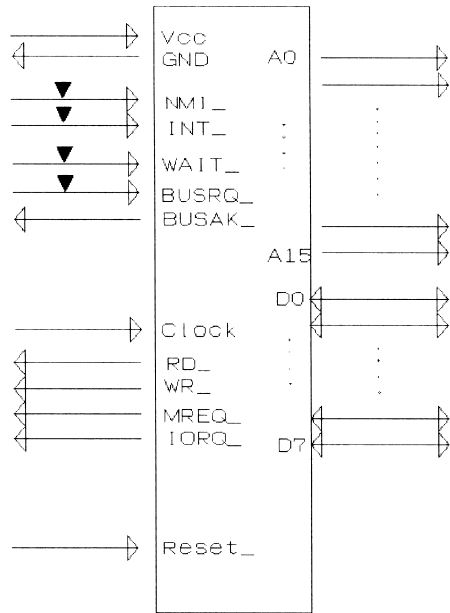 Vcc
GND
A0
NMI_
INT_
WAIT_
BUSRQ_
BUSAK_
A15
D0
Clock
RD_
WR_
MREQ_
IORQ_
D7
Reset_